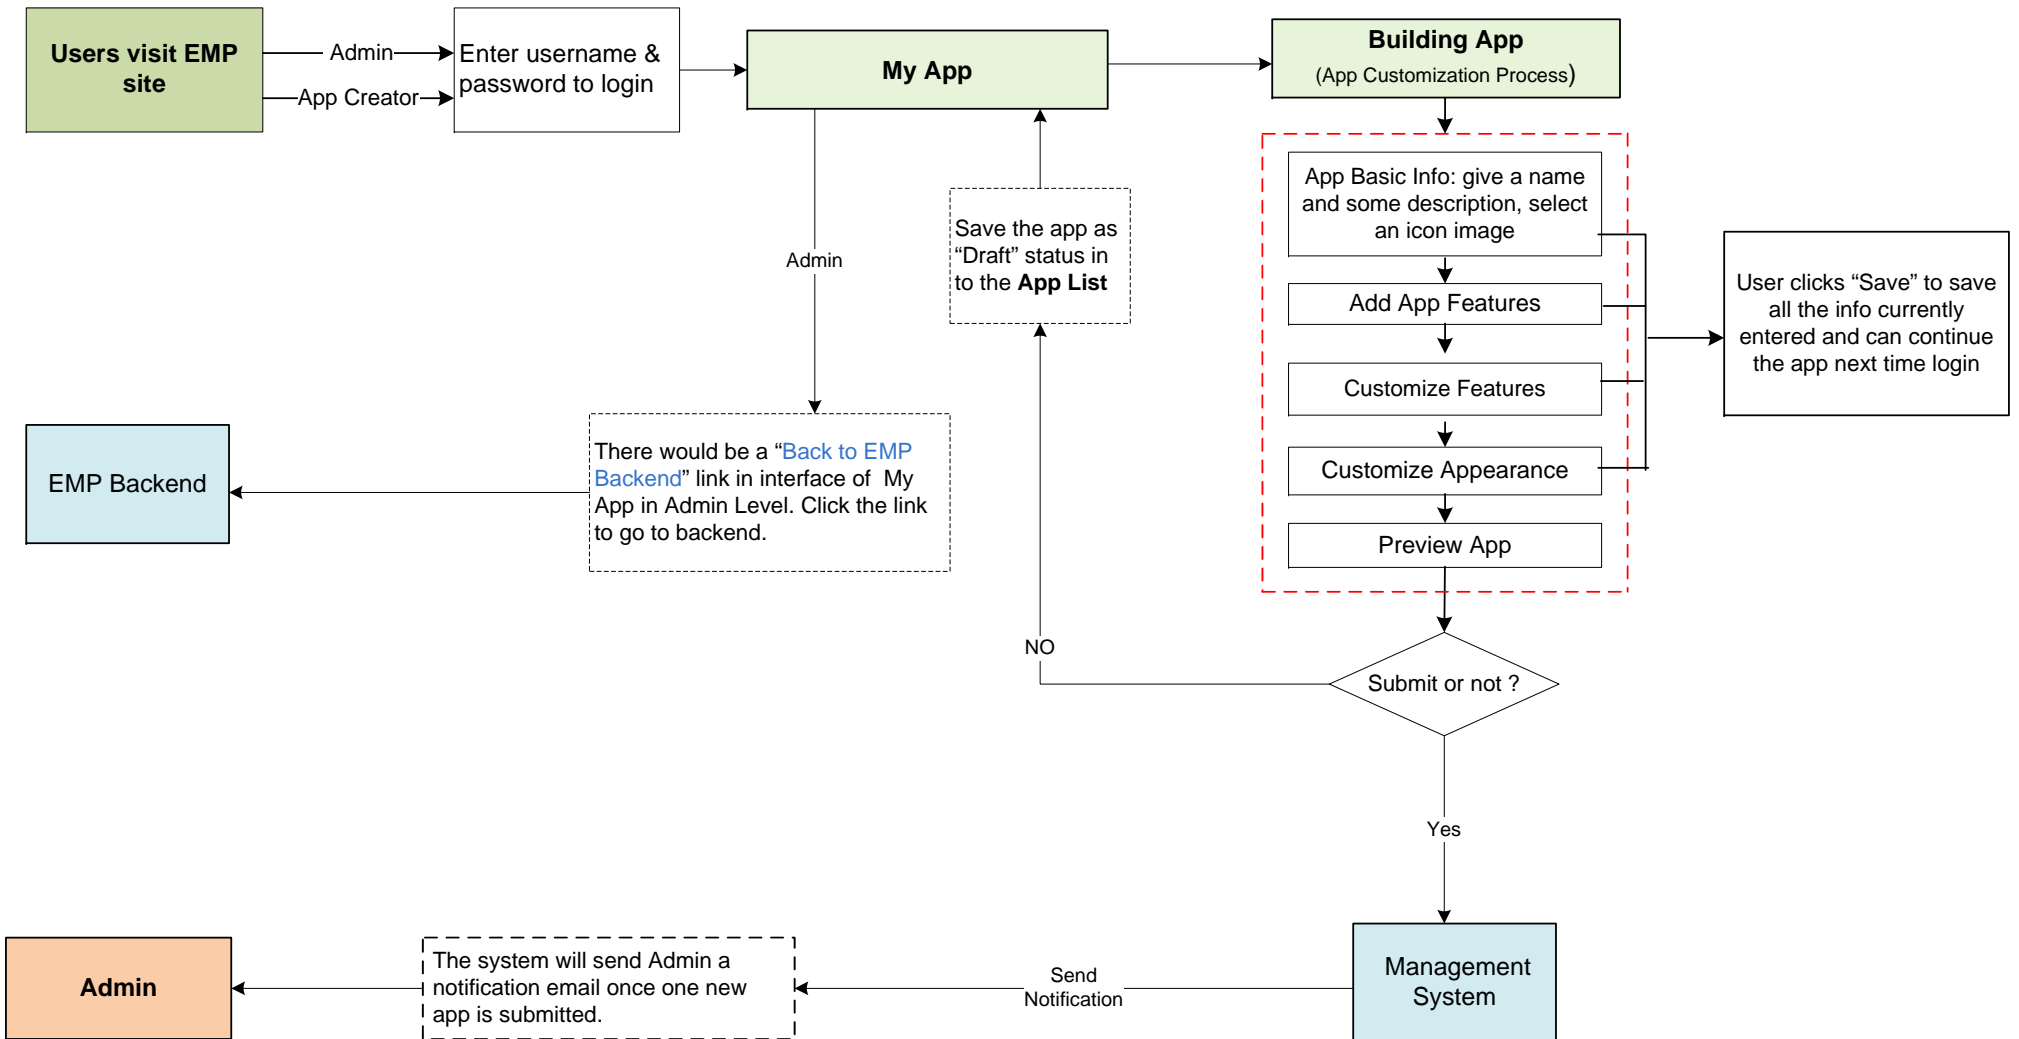 Users visit EMP
site
Admin
App Creator
Enter username &
password to login
My App
Building App
(App Customization Process)
App Basic Info: give a name
and some description, select
an icon image
Add App Features
Customize Features
Customize Appearance
Preview App
User clicks “Save” to save
all the info currently
entered and can continue
the app next time login
Save the app as
“Draft” status in
to the App List
Admin
There would be a “Back to EMP
Backend” link in interface of  My
App in Admin Level. Click the link
to go to backend.
EMP Backend
NO
Submit or not ?
Yes
Management
System
Send
Notification
The system will send Admin a
notification email once one new
app is submitted.
Admin